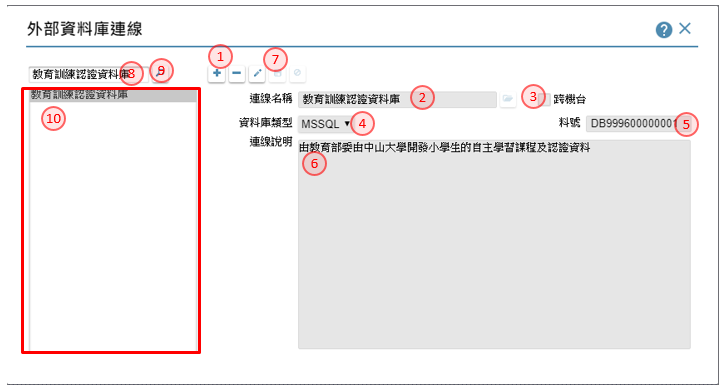 外部資料庫連線
?
教育訓練認證資料庫
8
9
1
7
教育訓練認證資料庫
10
連線名稱
教育訓練認證資料庫
2
3
跨機台
資料庫類型
MSSQL
4
科號
DB999600000001
5
連線說明
由教育部委由中山大學開發小學生的自主學習課程及認證資料
6